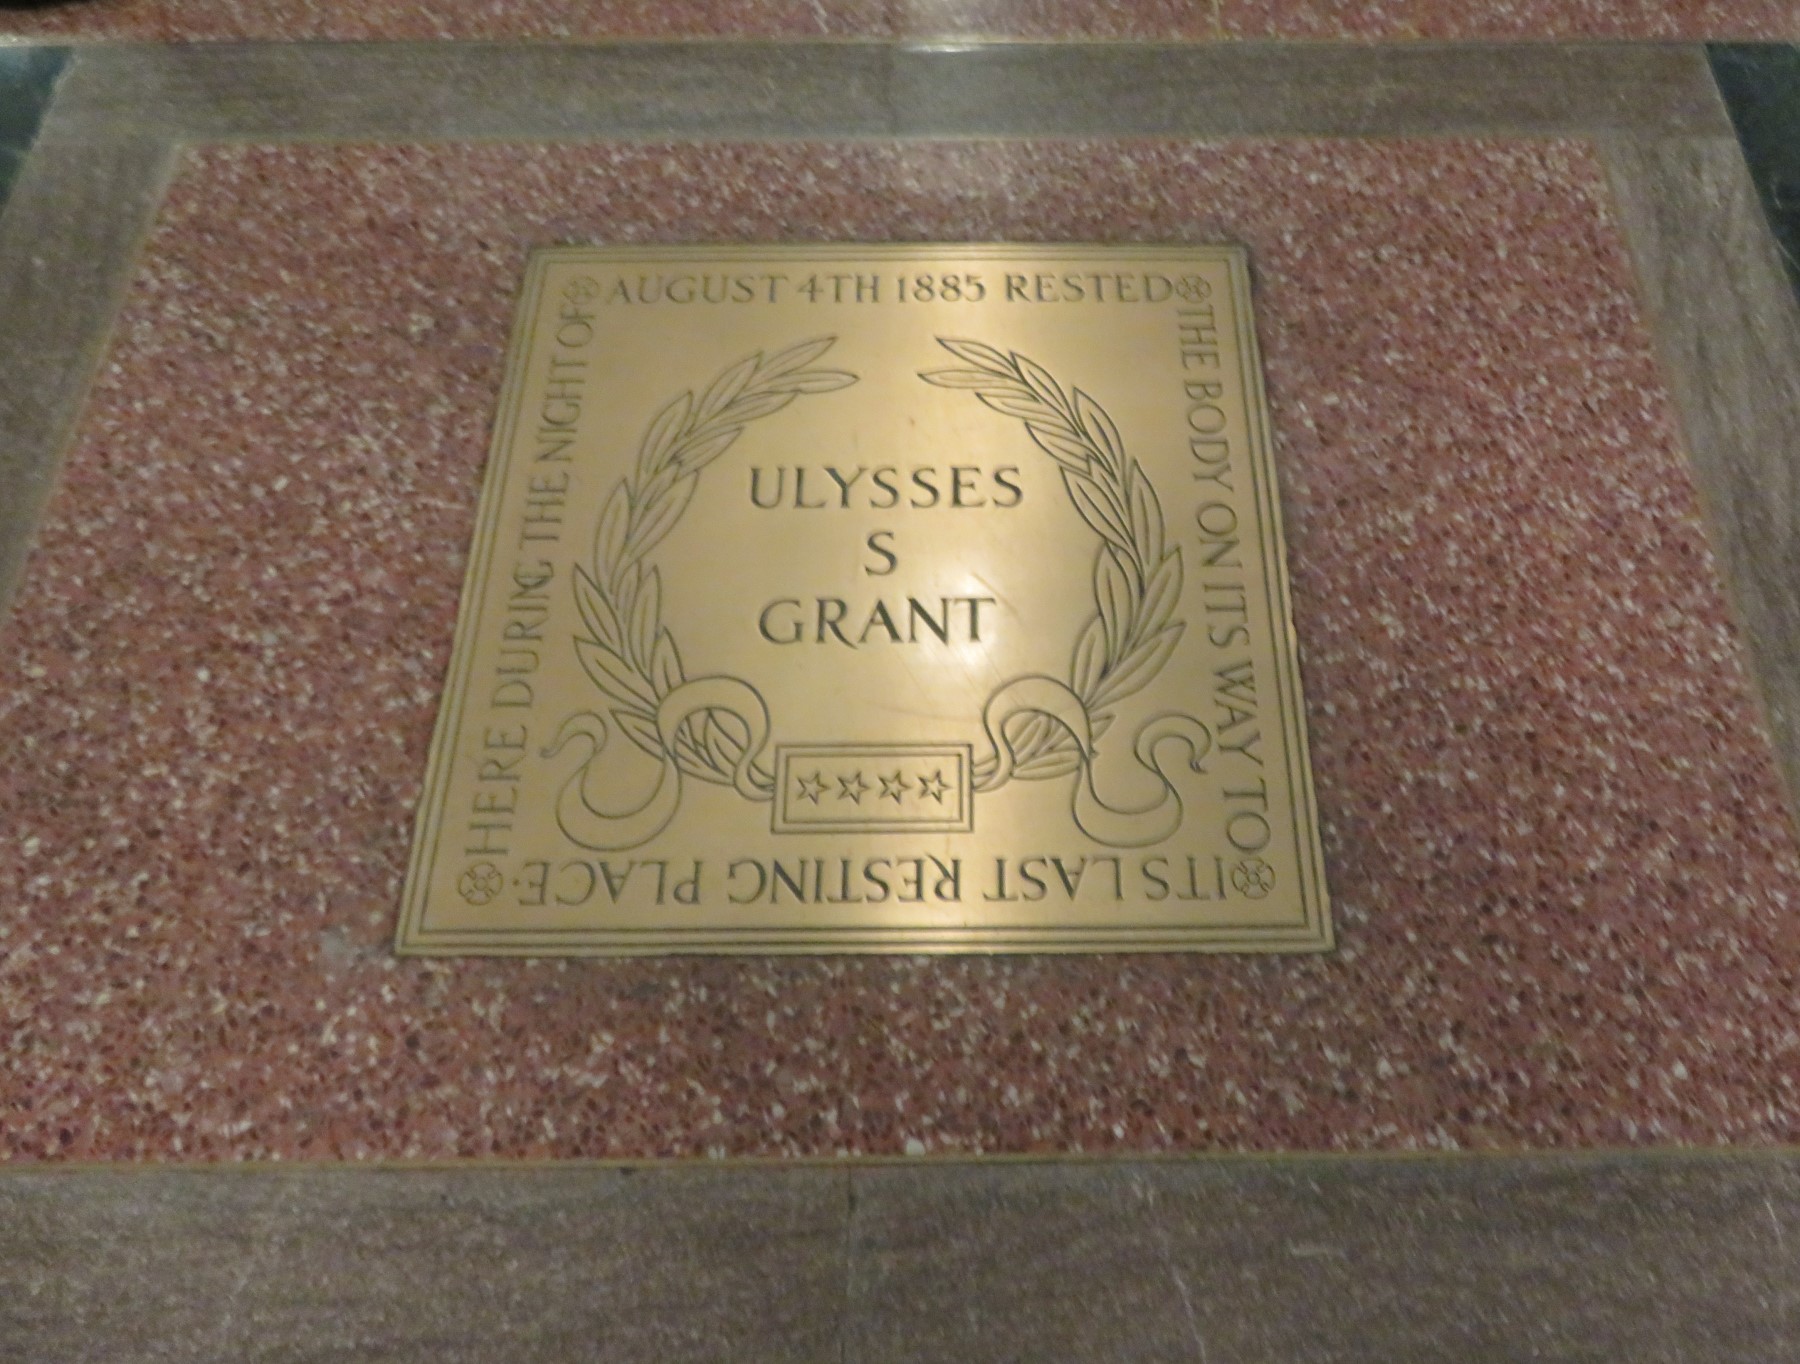 HERE DURING THE NIGHT OF
AUGUST 4TH 1885 RESTED
THE BODY ON ITS WAY TO
ITS LAST RESTING PLACE:
ULYSSES
S
GRANT